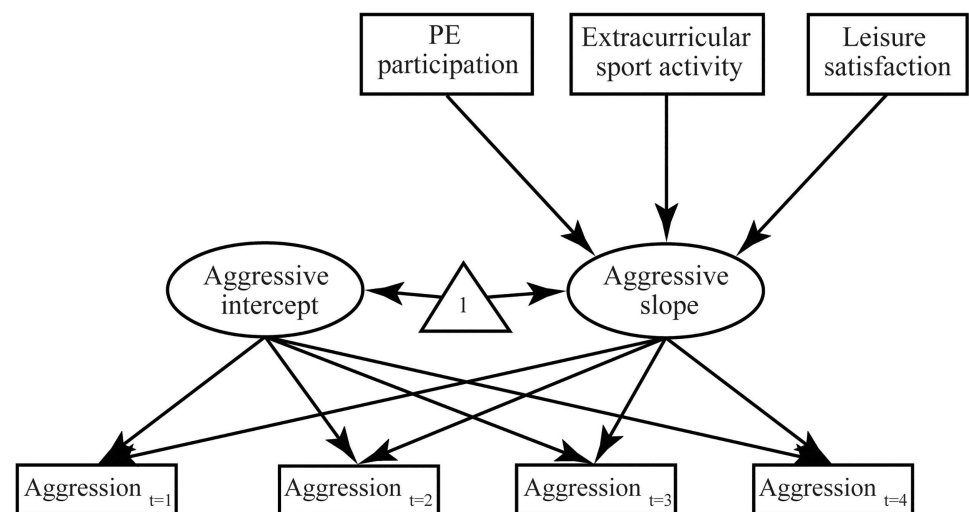 PE
participation
Extracurricular
sport activity
Leisure
satisfaction
Aggressive
intercept
1
Aggressive
slope
Aggression t=1
Aggression t=2
Aggression t=3
Aggression t=4